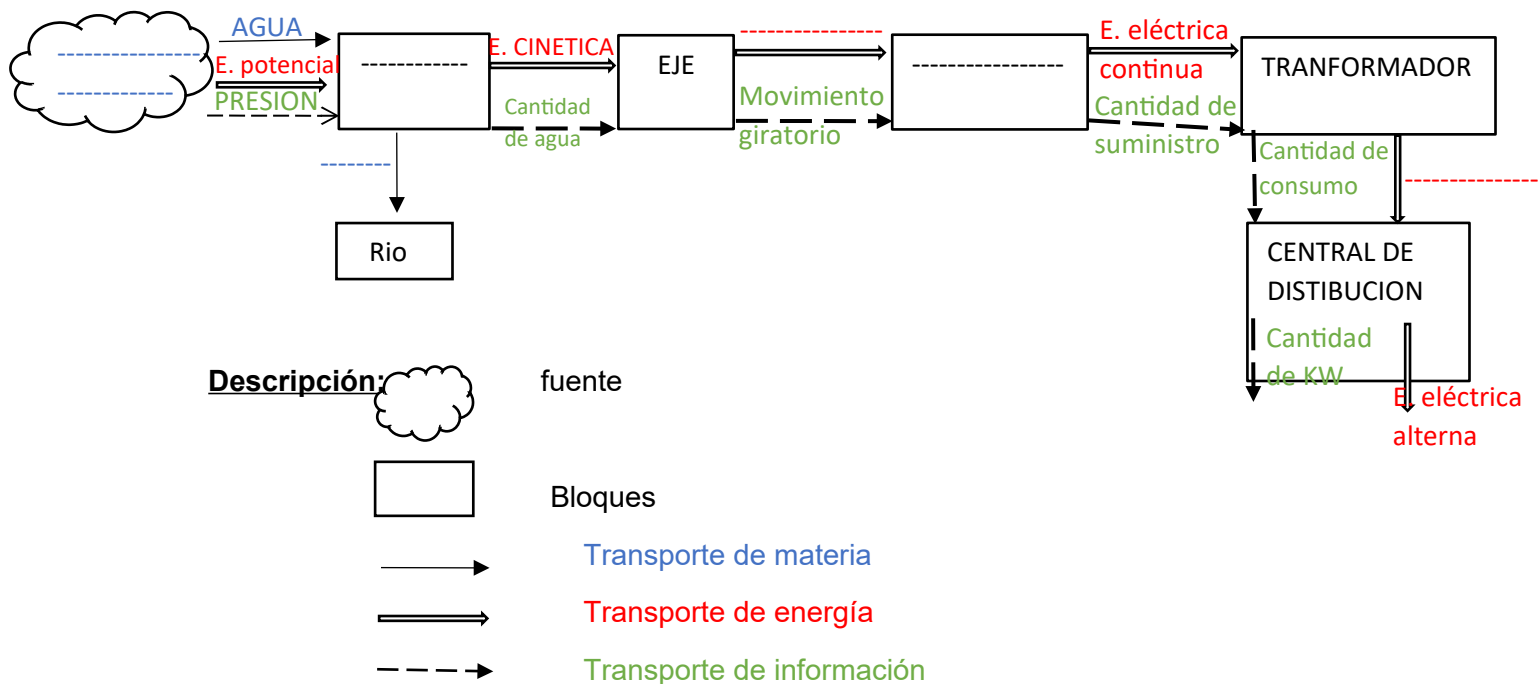 AGUA
E. potencial
PRESION
E. CINETICA
Cantidad
de agua
EJE
Movimiento
giratorio
E. eléctrica
continua
Cantidad de
suministro
TRANFORMADOR
Cantidad de
consumo
Rio
CENTRAL DE
DISTIBUCION
Cantidad
de KW
E. eléctrica
alterna
Descripción:
fuente
Bloques
Transporte de materia
Transporte de energía
Transporte de información